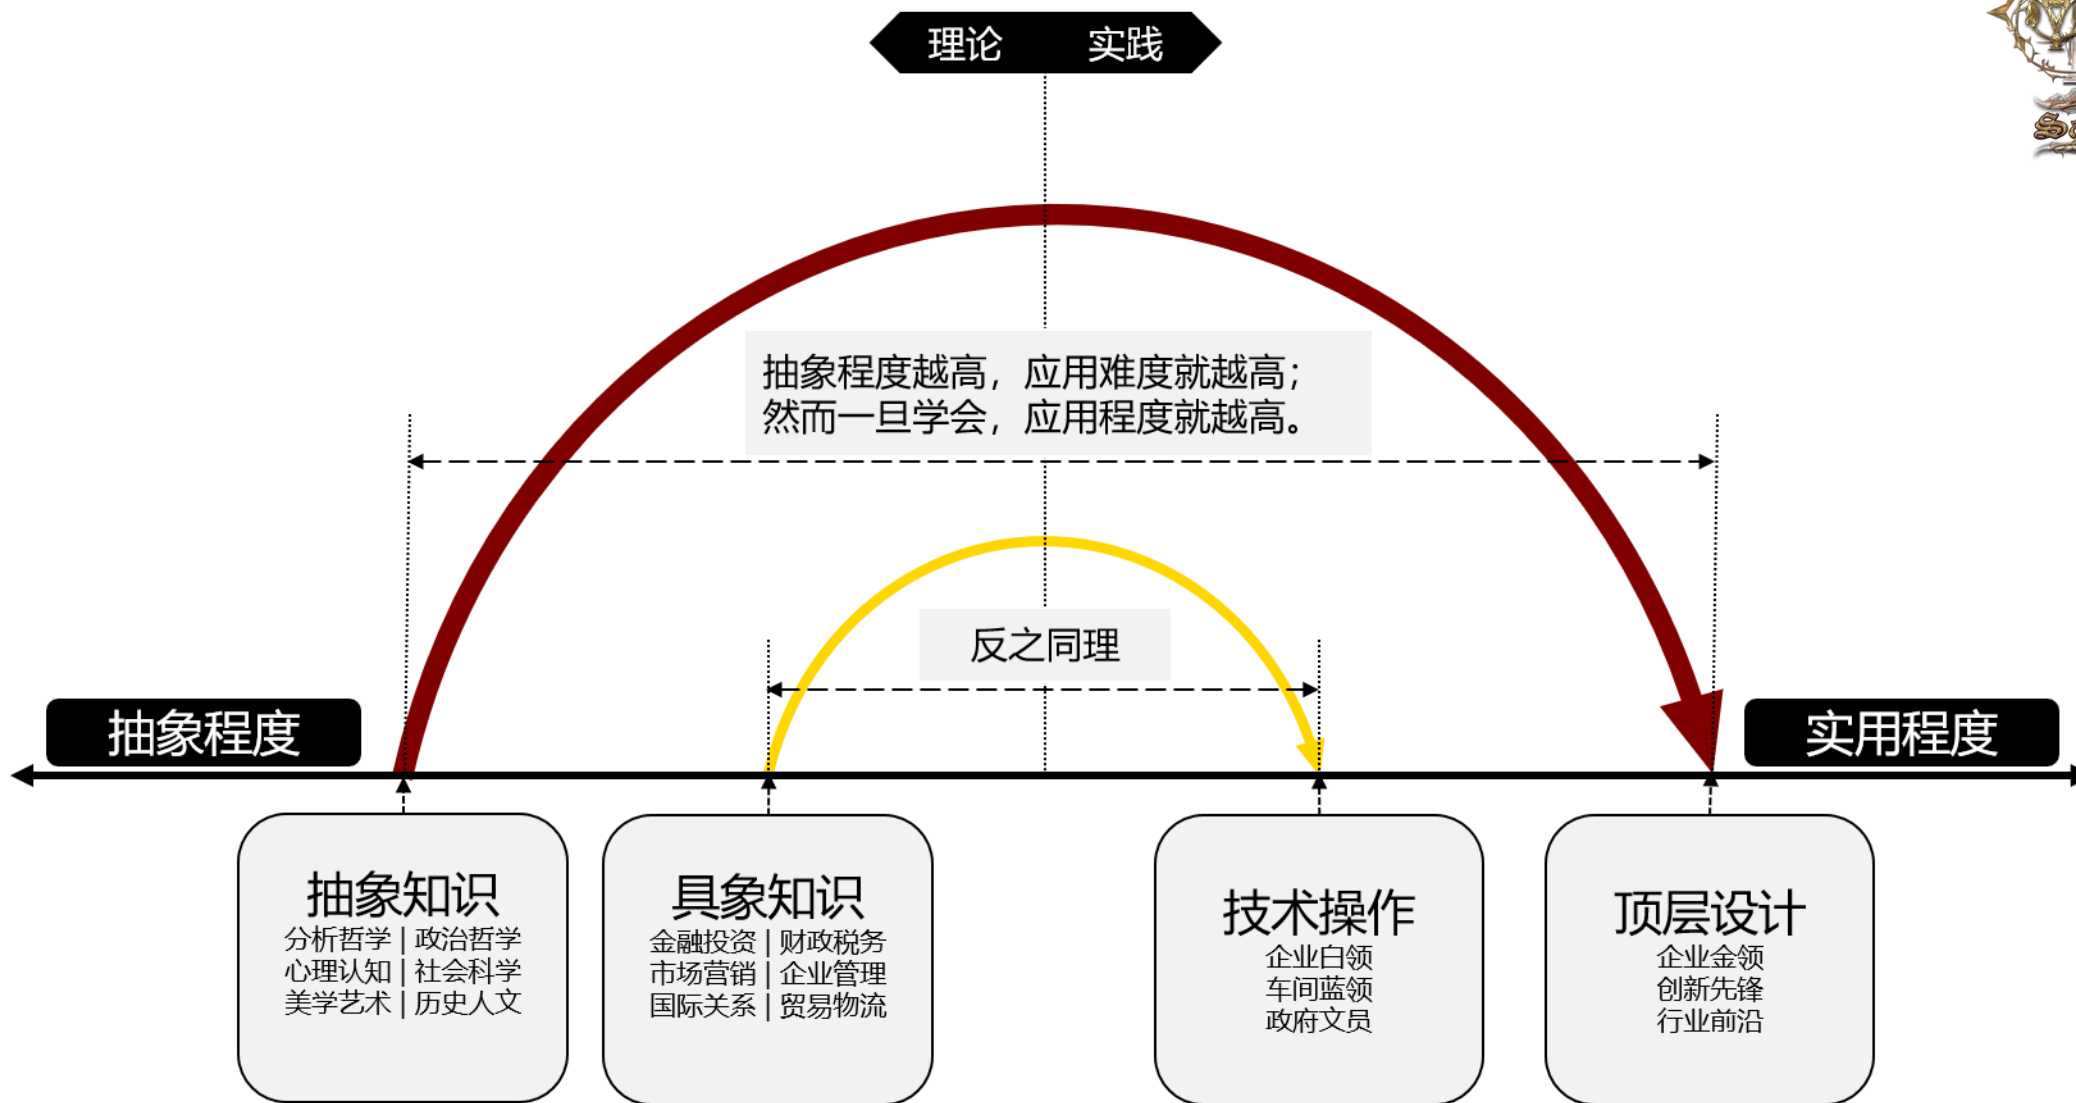 理论 实践
抽象程度越高，应用难度就越高；
然而一旦学会，应用程度就越高。
反之同理
抽象程度
实用程度
抽象知识
分析哲学 | 政治哲学
心理认知 | 社会科学
美学艺术 | 历史人文
具象知识
金融投资 | 财政税务
市场营销 | 企业管理
国际关系 | 贸易物流
技术操作
企业白领
车间蓝领
政府文员
顶层设计
企业金领
创新先锋
行业前沿